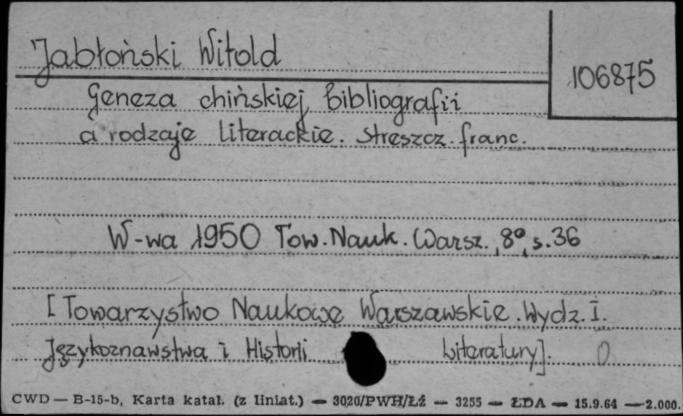 Jabłoński Witold
106875
Geneza chińskiej Bibliografii
a rodzaje literackie. Streszcz. franc.
W-wa 1950 Tow. Nauk. Warsz., 8°, s. 36
[Towarzystwo Naukowe Warszawskie. Wydz. I.
Językoznawstwa i Historii Literatury]. 0
CWD — B-15-b, Karta katal. (z liniat.) — 3020/PWH/Łź — 3255 — ŁDA — 15.9.64 — 2.000.